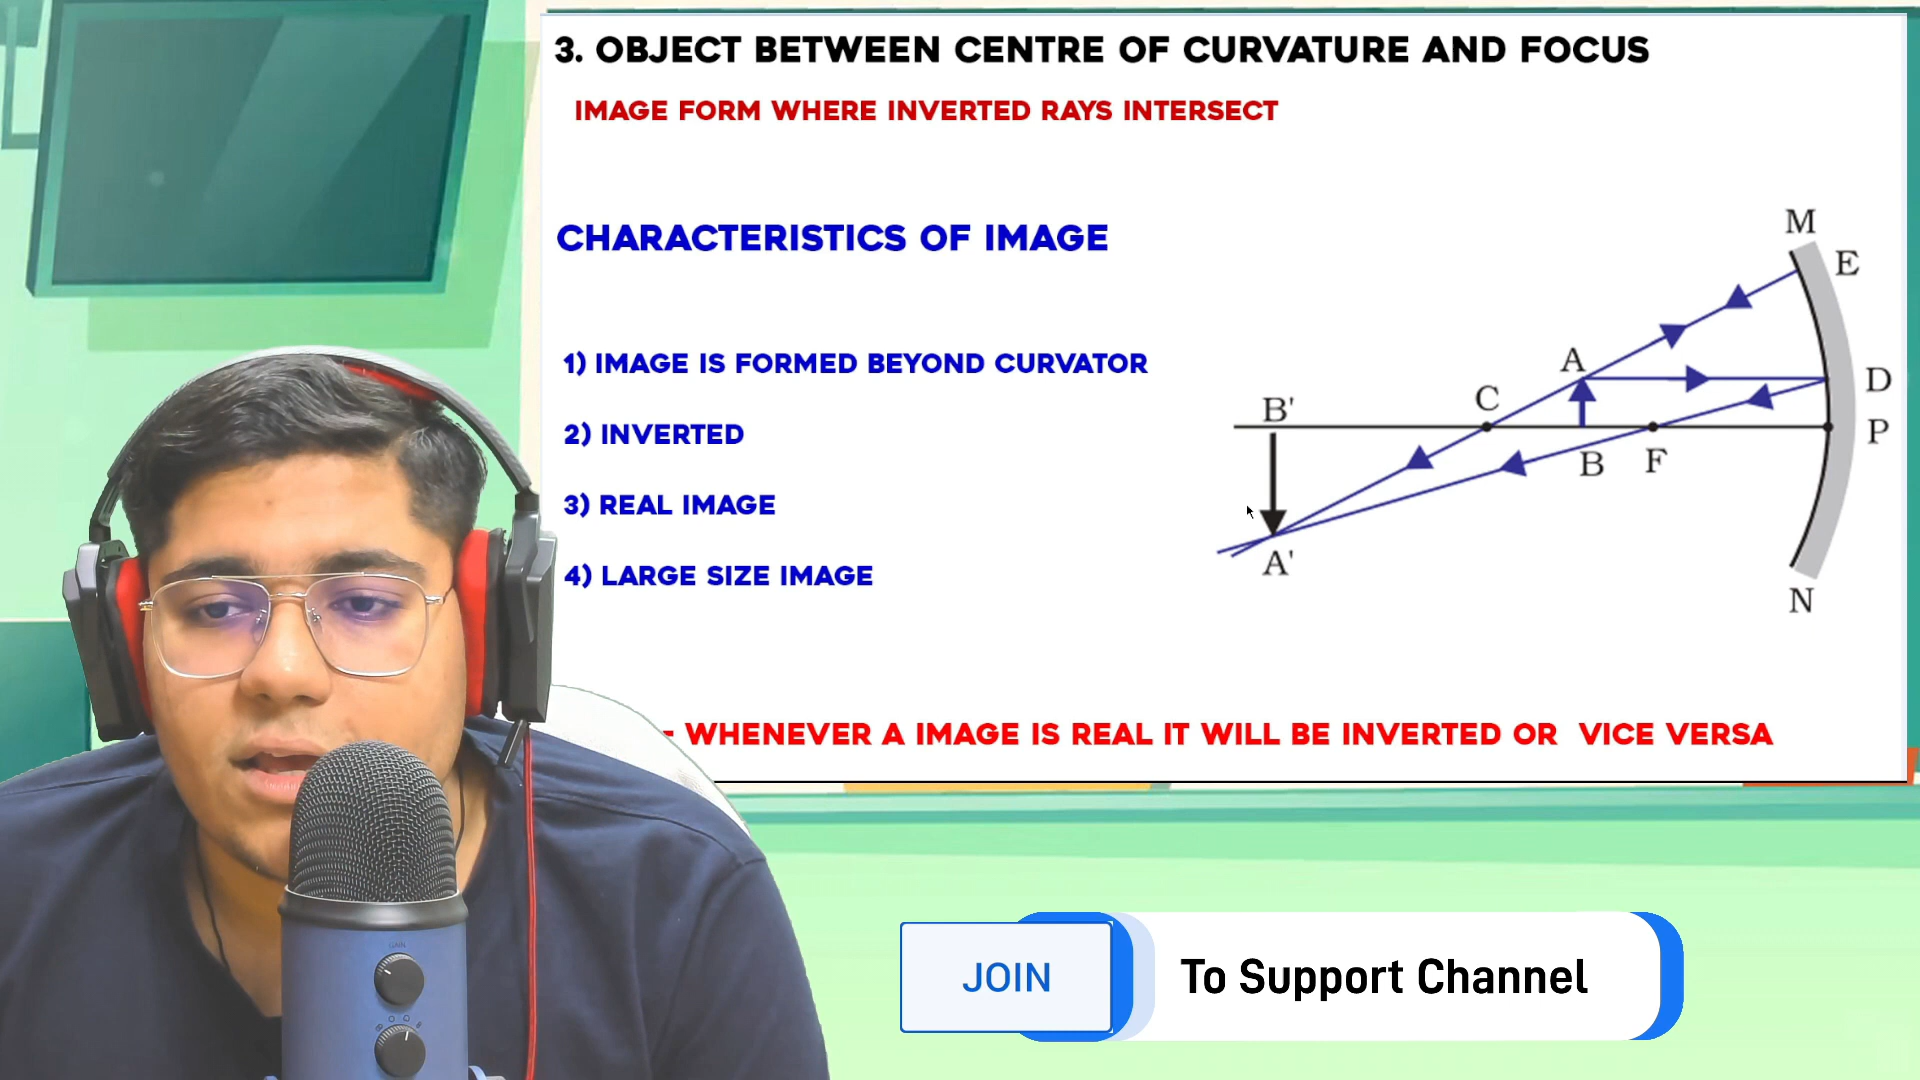 3. OBJECT BETWEEN CENTRE OF CURVATURE AND FOCUS
IMAGE FORM WHERE INVERTED RAYS INTERSECT
CHARACTERISTICS OF IMAGE
1) IMAGE IS FORMED BEYOND CURVATOR
2) INVERTED
3) REAL IMAGE
4) LARGE SIZE IMAGE
M
E
A
D
C
B'
P
B
F
A'
N
- WHENEVER A IMAGE IS REAL IT WILL BE INVERTED OR VICE VERSA
JOIN
To Support Channel
GAIN